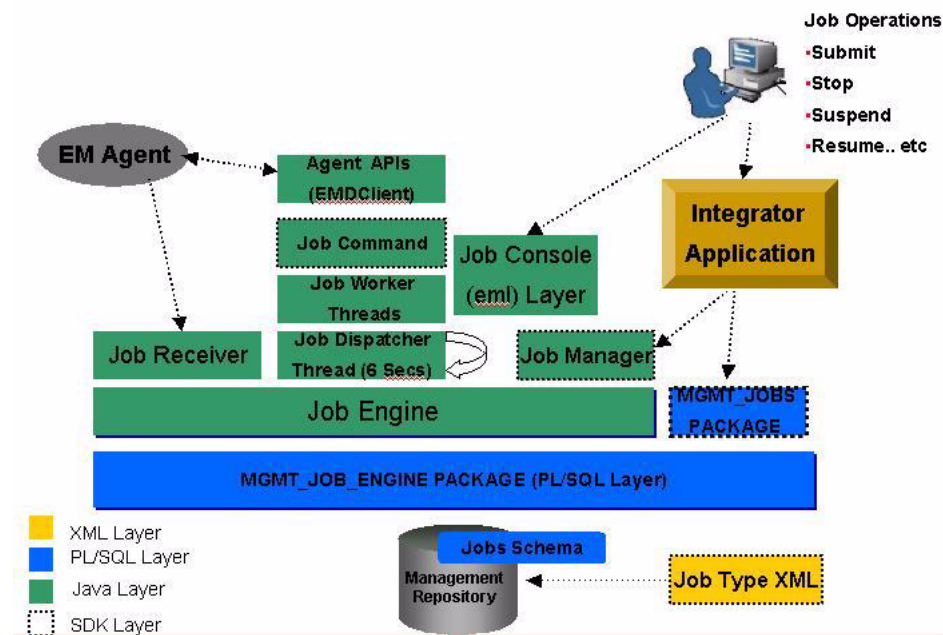 Job Operations
▪Submit
▪Stop
▪Suspend
▪Resume.. etc
EM Agent
Agent APIs
(EMDClient)
Job Command
Job Worker
Threads
Job Dispatcher
Thread (6 Secs)
Job Console
(eml) Layer
Integrator
Application
Job Receiver
Job Manager
Job Engine
MGMT_JOBS
PACKAGE
MGMT_JOB_ENGINE PACKAGE (PL/SQL Layer)
XML Layer
PL/SQL Layer
Java Layer
SDK Layer
Jobs Schema
Management
Repository
Job Type XML